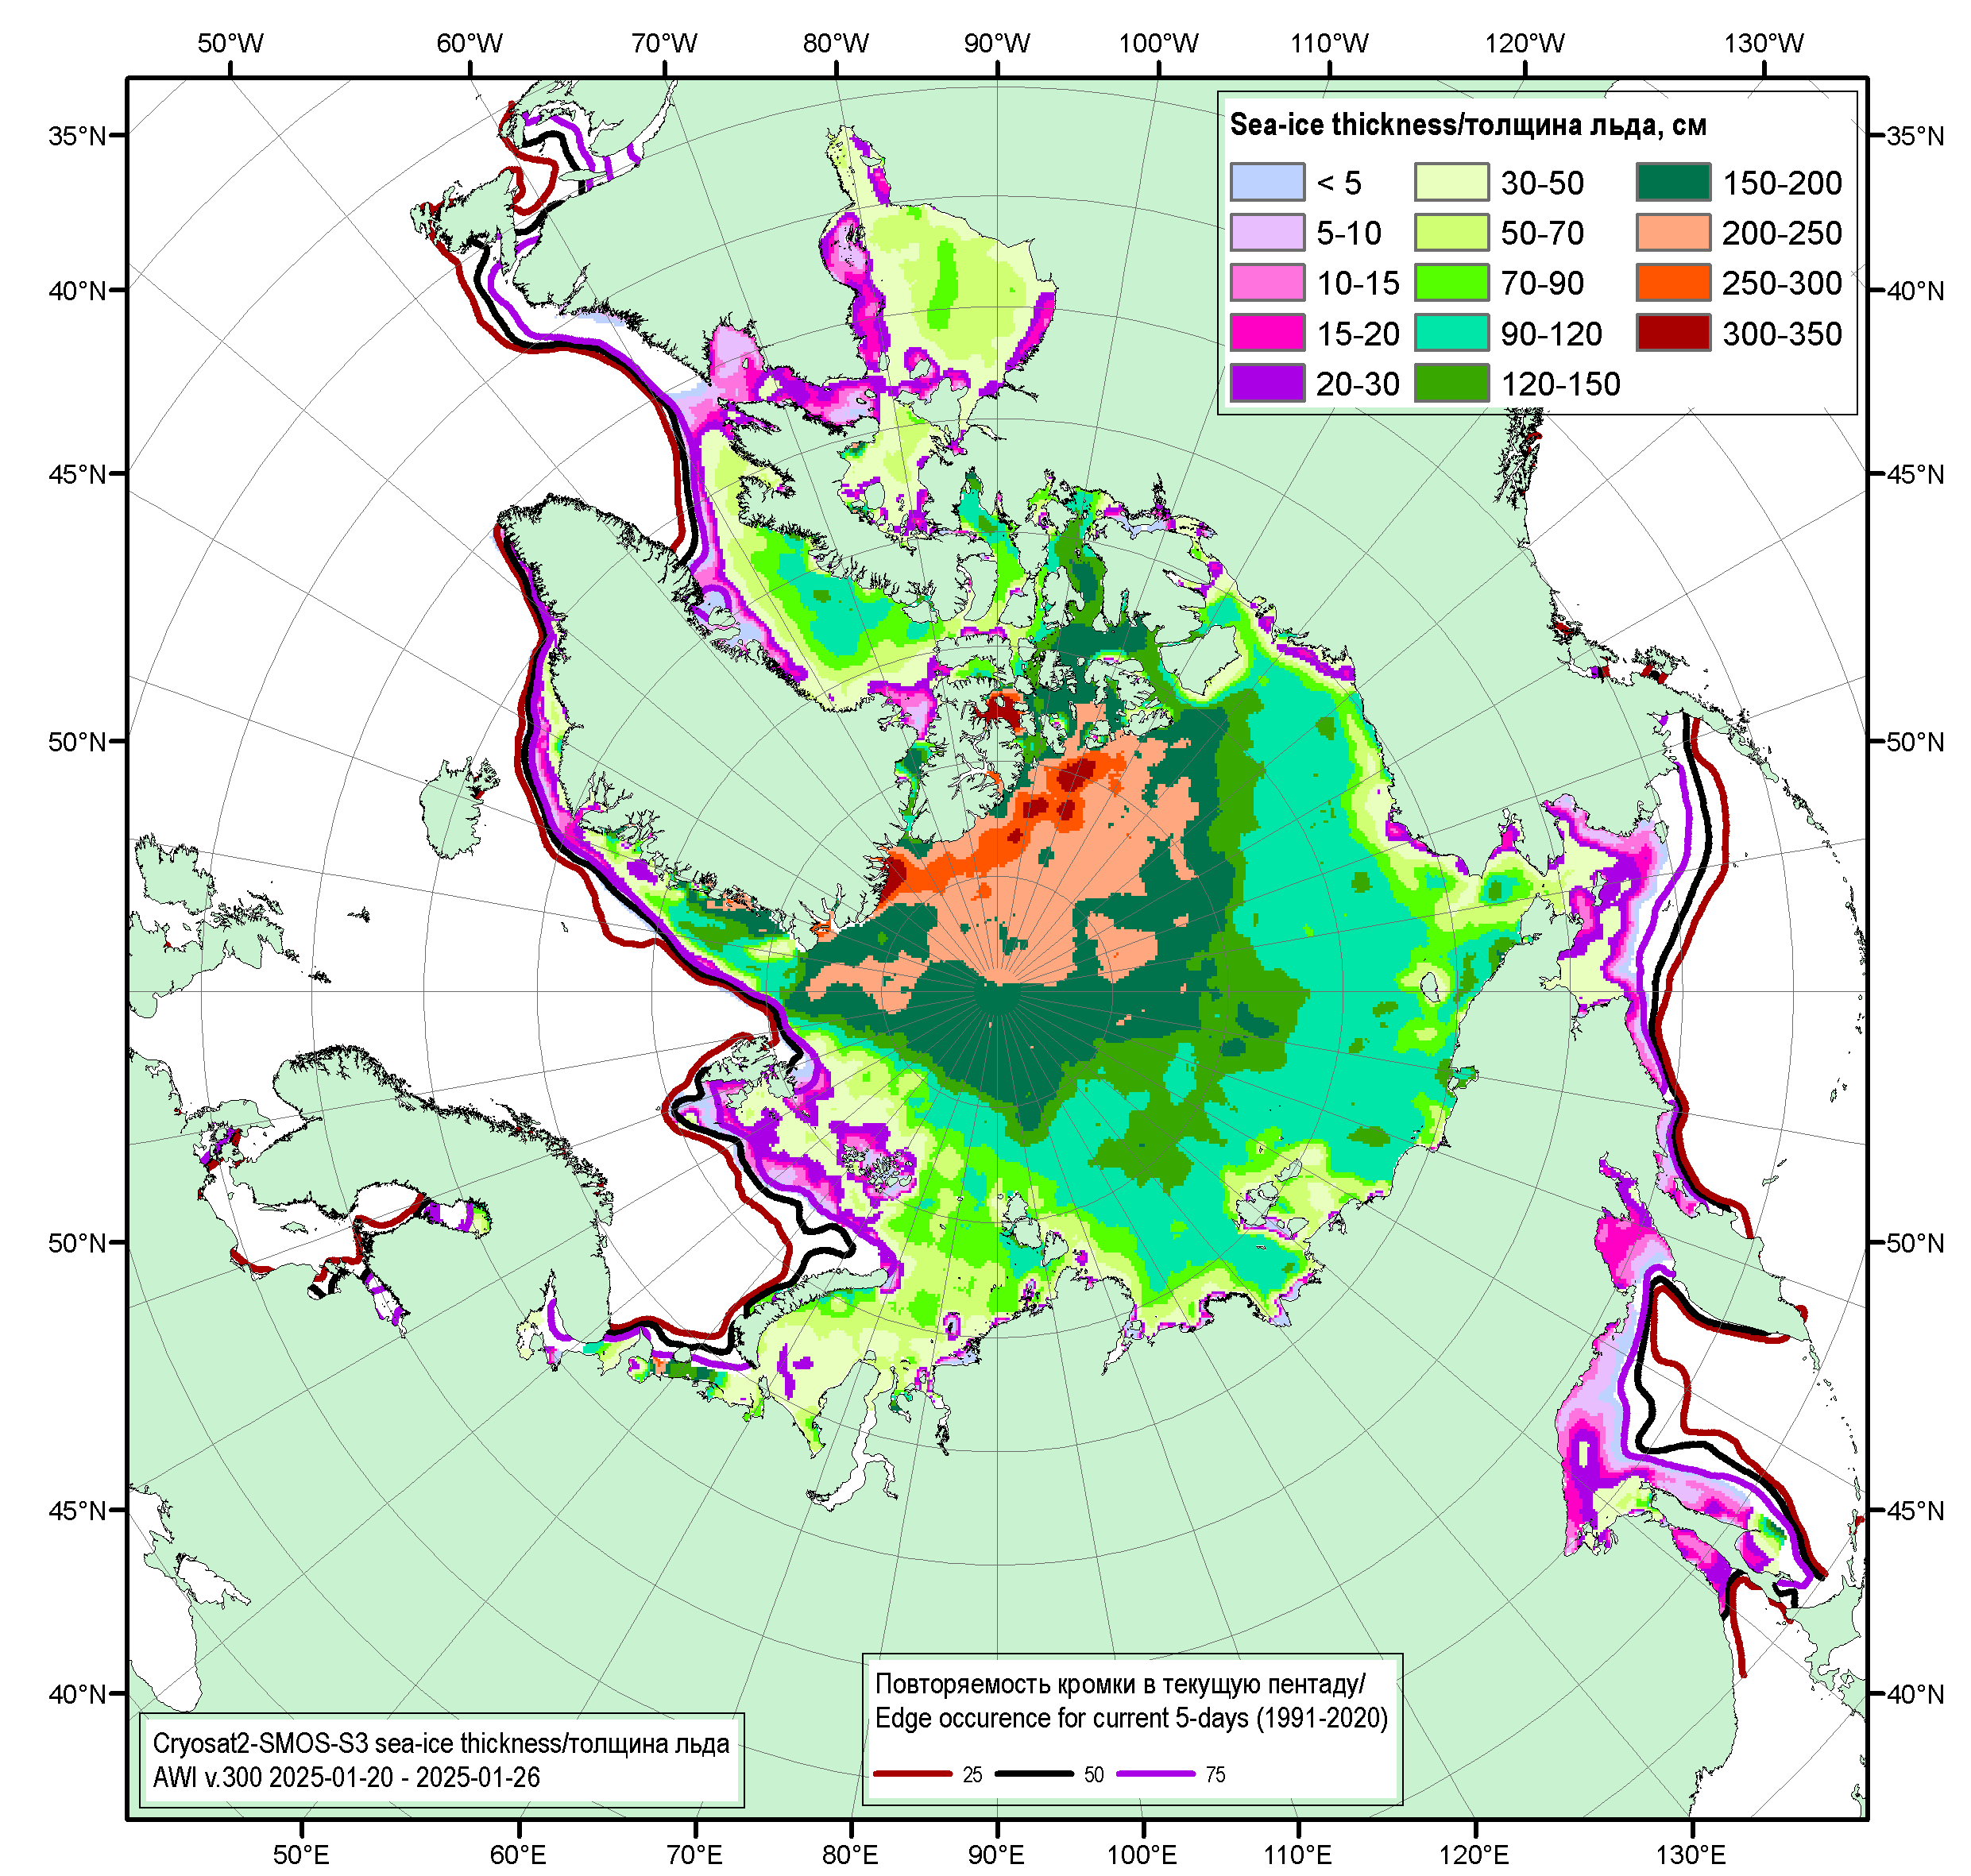 50°W 60°W 70°W 80°W 90°W 100°W 110°W 120°W 130°W
35°N 35°N
40°N 40°N
45°N 45°N
50°N 50°N
50°N 50°N
45°N 45°N
40°N 40°N
Sea-ice thickness/толщина льда, см
< 5 30-50 150-200
5-10 50-70 200-250
10-15 70-90 250-300
15-20 90-120 300-350
20-30 120-150
Повторяемость кромки в текущую пентаду/
Edge occurence for current 5-days (1991-2020)
25 50 75
Cryosat2-SMOS-S3 sea-ice thickness/толщина льда
AWI v.300 2025-01-20 - 2025-01-26
50°E 60°E 70°E 80°E 90°E 100°E 110°E 120°E 130°E